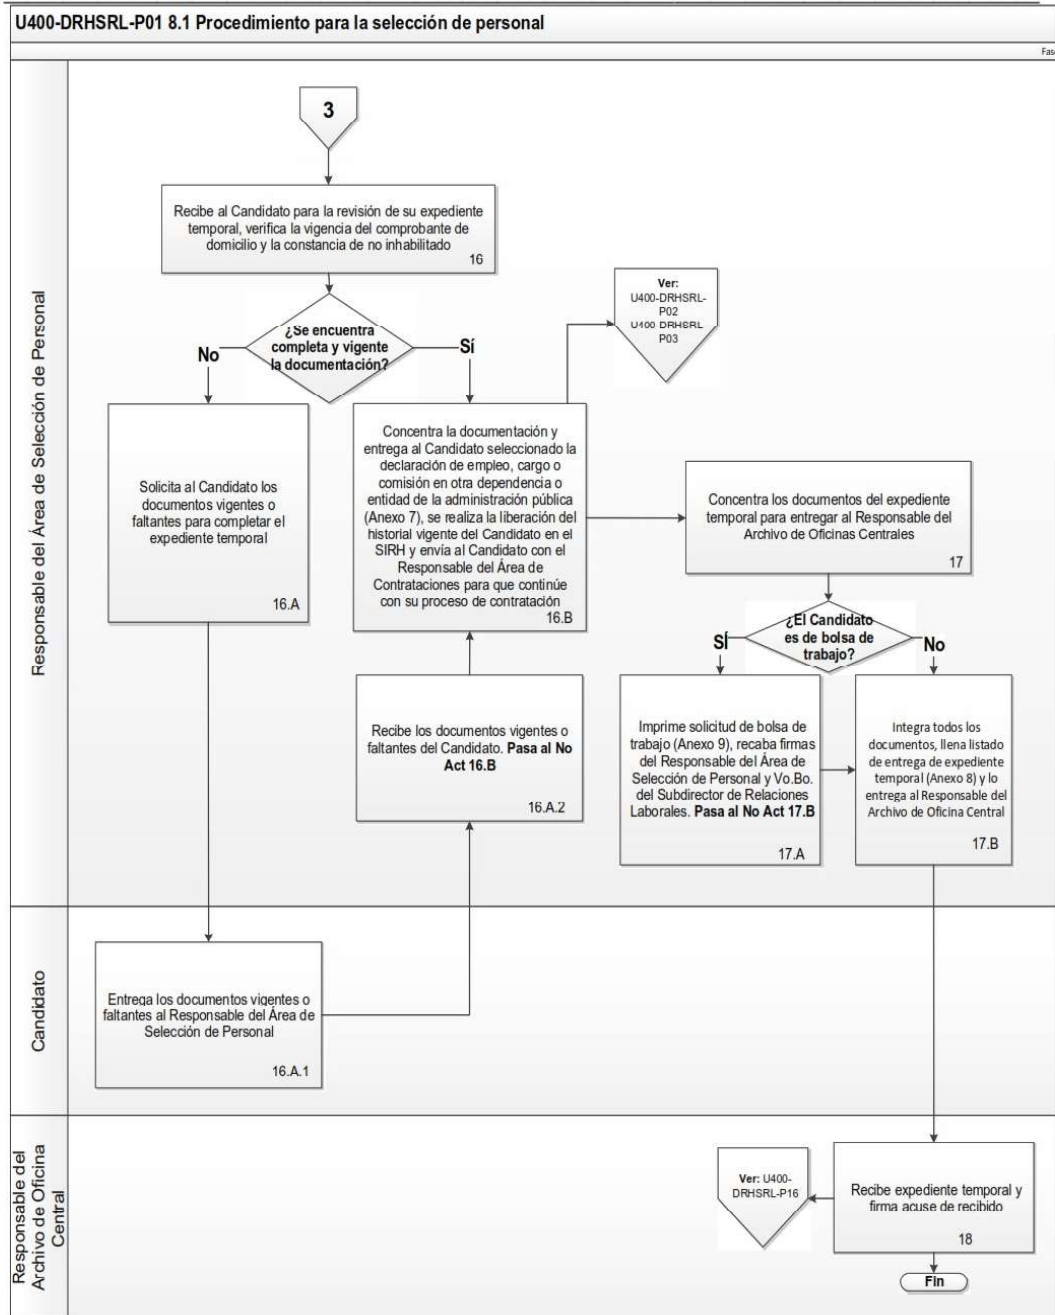 U400-DRHSRL-P01 8.1 Procedimiento para la selección de personal
Fase
Responsable del Área de Selección de Personal
3
Recibe al Candidato para la revisión de su expediente
temporal, verifica la vigencia del comprobante de
domicilio y la constancia de no inhabilitado
16
¿Se encuentra
completa y vigente
la documentación?
No
Sí
Ver:
U400-DRHSRL-
P02
U400-DRHSRL
P03
Solicita al Candidato los
documentos vigentes o
faltantes para completar el
expediente temporal
16.A
Concentra la documentación y
entrega al Candidato seleccionado la
declaración de empleo, cargo o
comisión en otra dependencia o
entidad de la administración pública
(Anexo 7), se realiza la liberación del
historial vigente del Candidato en el
SIRH y envía al Candidato con el
Responsable del Área de
Contrataciones para que continúe
con su proceso de contratación
16.B
Concentra los documentos del expediente
temporal para entregar al Responsable del
Archivo de Oficinas Centrales
17
¿El Candidato
es de bolsa de
trabajo?
SÍ
No
Recibe los documentos vigentes o
faltantes del Candidato. Pasa al No
Act 16.B
16.A.2
Imprime solicitud de bolsa de
trabajo (Anexo 9), recaba firmas
del Responsable del Área de
Selección de Personal y Vo.Bo.
del Subdirector de Relaciones
Laborales. Pasa al No Act 17.B
17.A
Integra todos los
documentos, llena listado
de entrega de expediente
temporal (Anexo 8) y lo
entrega al Responsable del
Archivo de Oficina Central
17.B
Candidato
Entrega los documentos vigentes o
faltantes al Responsable del Área de
Selección de Personal
16.A.1
Responsable del
Archivo de Oficina
Central
Ver: U400-
DRHSRL-P16
Recibe expediente temporal y
firma acuse de recibido
18
Fin